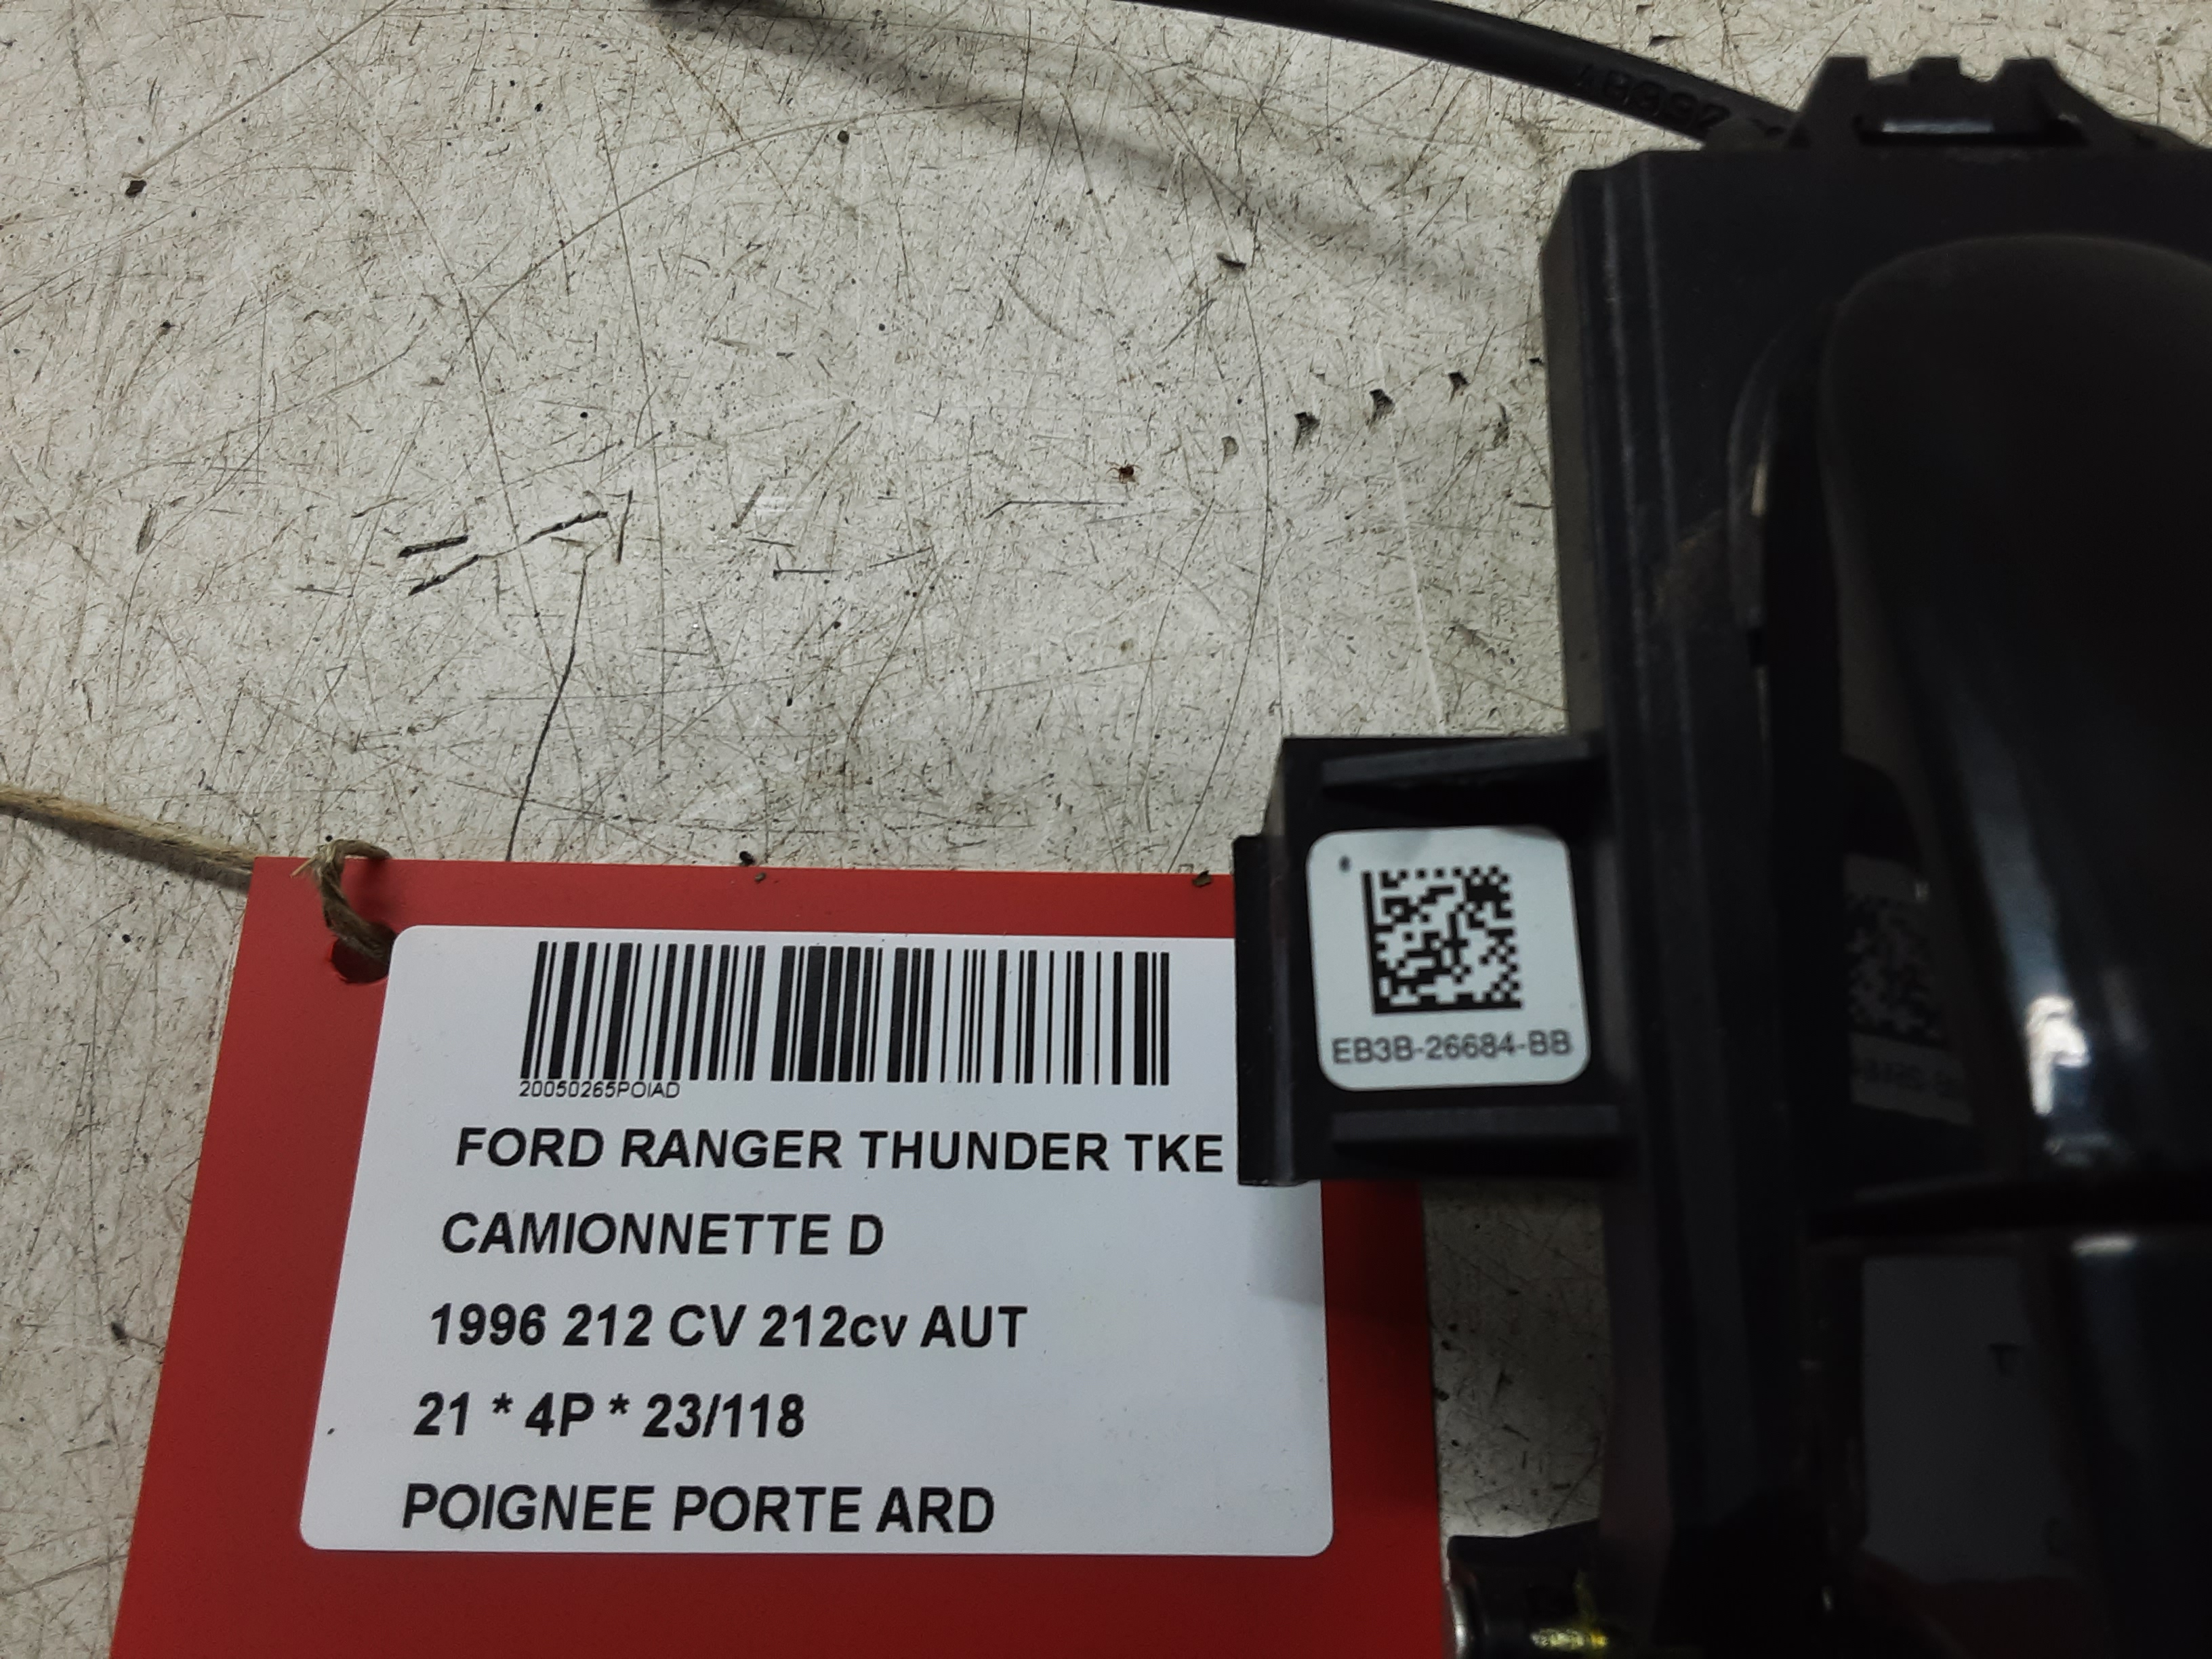 EB3B-26684-BB
20050265POIAD
FORD RANGER THUNDER TKE
CAMIONNETTE D
1996 212 CV 212cv AUT
21 * 4P * 23/118
POIGNEE PORTE ARD